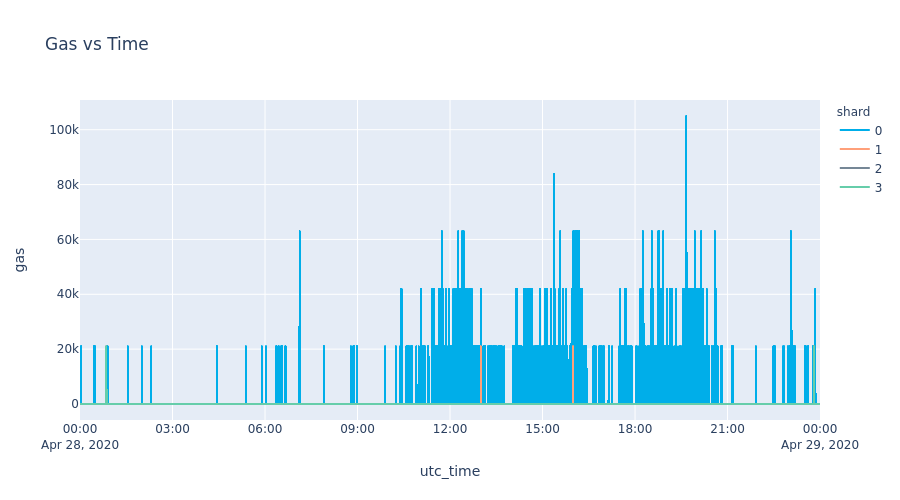 Gas vs Time
shard
0
1
2
3
100k
80k
60k
40k
20k
0
gas
00:00 03:00 06:00 09:00 12:00 15:00 18:00 21:00 00:00
Apr 28, 2020 Apr 29, 2020
utc_time